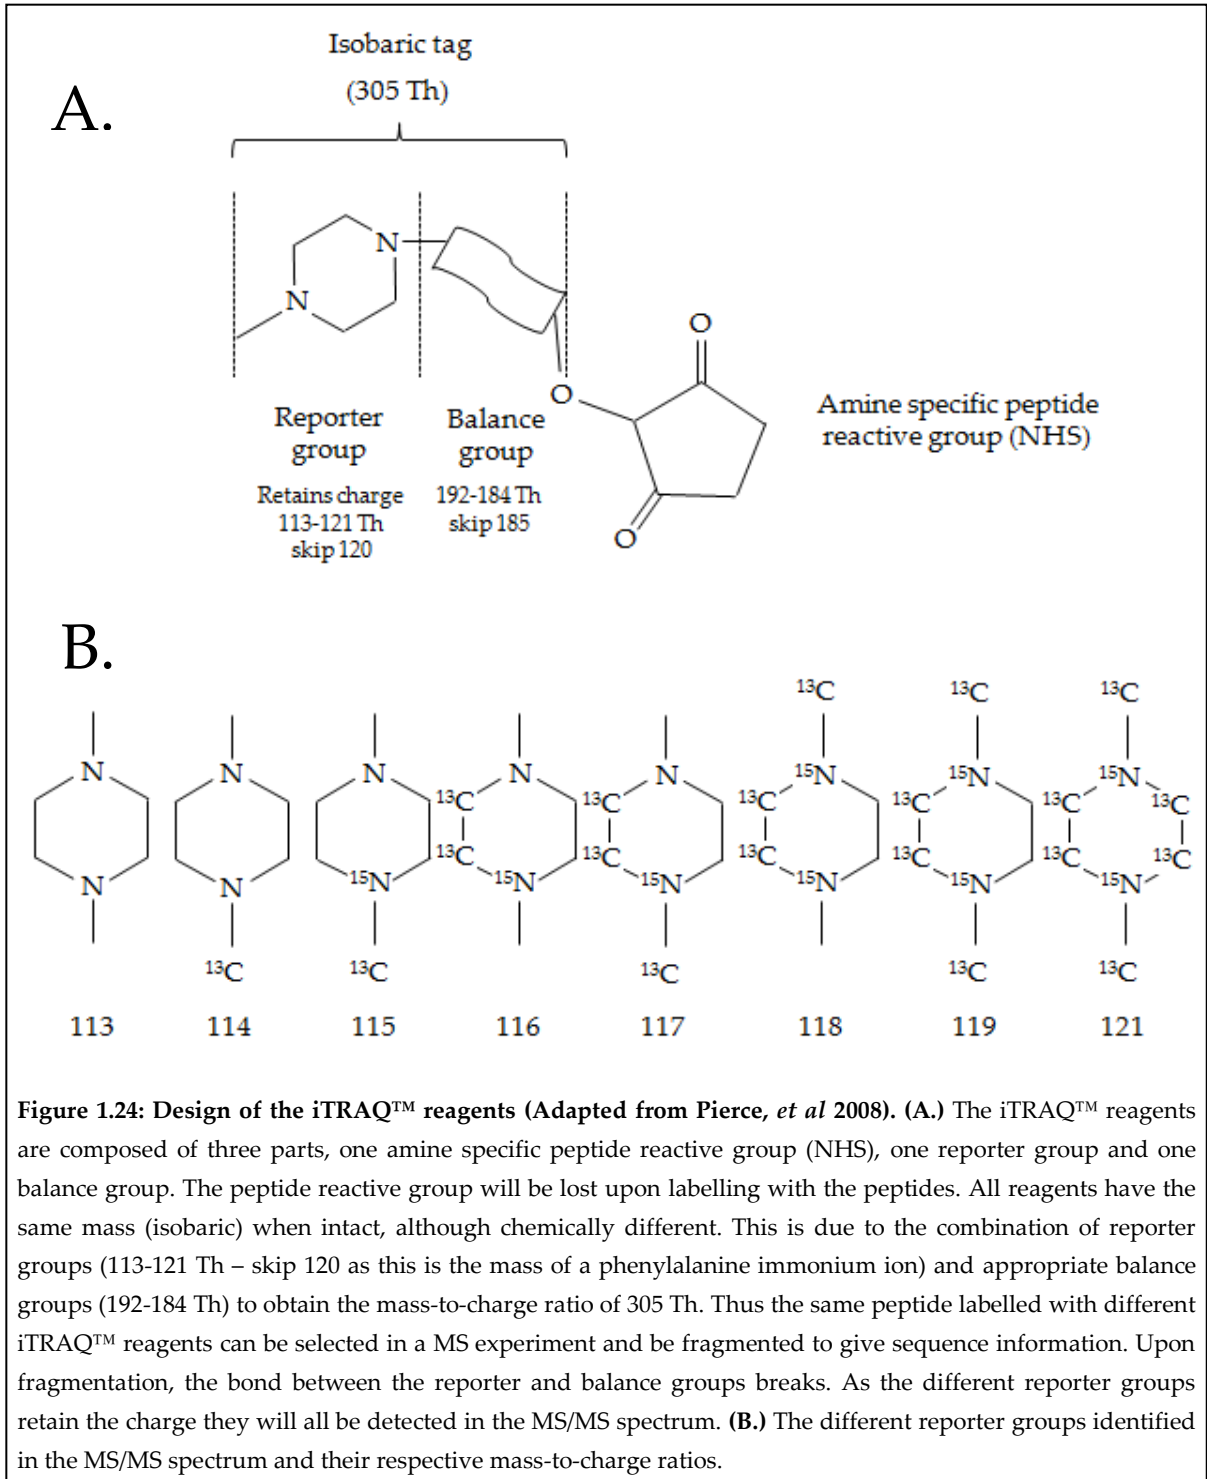 Isobaric tag
(305 Th)
A.
N
N
O
O
O
Reporter
group
Balance
group
Amine specific peptide
reactive group (NHS)
Retains charge
113-121 Th
skip 120
192-184 Th
skip 185
B.
¹³C ¹³C ¹³C
N N N N N ¹⁵N ¹⁵N ¹⁵N
¹³C ¹³C ¹³C ¹³C ¹³C ¹³C
¹³C ¹³C ¹³C ¹³C ¹³C ¹³C
N N ¹⁵N ¹⁵N ¹⁵N ¹⁵N ¹⁵N ¹⁵N
¹³C ¹³C ¹³C ¹³C ¹³C
113 114 115 116 117 118 119 121
Figure 1.24: Design of the iTRAQ™ reagents (Adapted from Pierce, et al 2008). (A.) The iTRAQ™ reagents
are composed of three parts, one amine specific peptide reactive group (NHS), one reporter group and one
balance group. The peptide reactive group will be lost upon labelling with the peptides. All reagents have the
same mass (isobaric) when intact, although chemically different. This is due to the combination of reporter
groups (113-121 Th – skip 120 as this is the mass of a phenylalanine immonium ion) and appropriate balance
groups (192-184 Th) to obtain the mass-to-charge ratio of 305 Th. Thus the same peptide labelled with different
iTRAQ™ reagents can be selected in a MS experiment and be fragmented to give sequence information. Upon
fragmentation, the bond between the reporter and balance groups breaks. As the different reporter groups
retain the charge they will all be detected in the MS/MS spectrum. (B.) The different reporter groups identified
in the MS/MS spectrum and their respective mass-to-charge ratios.